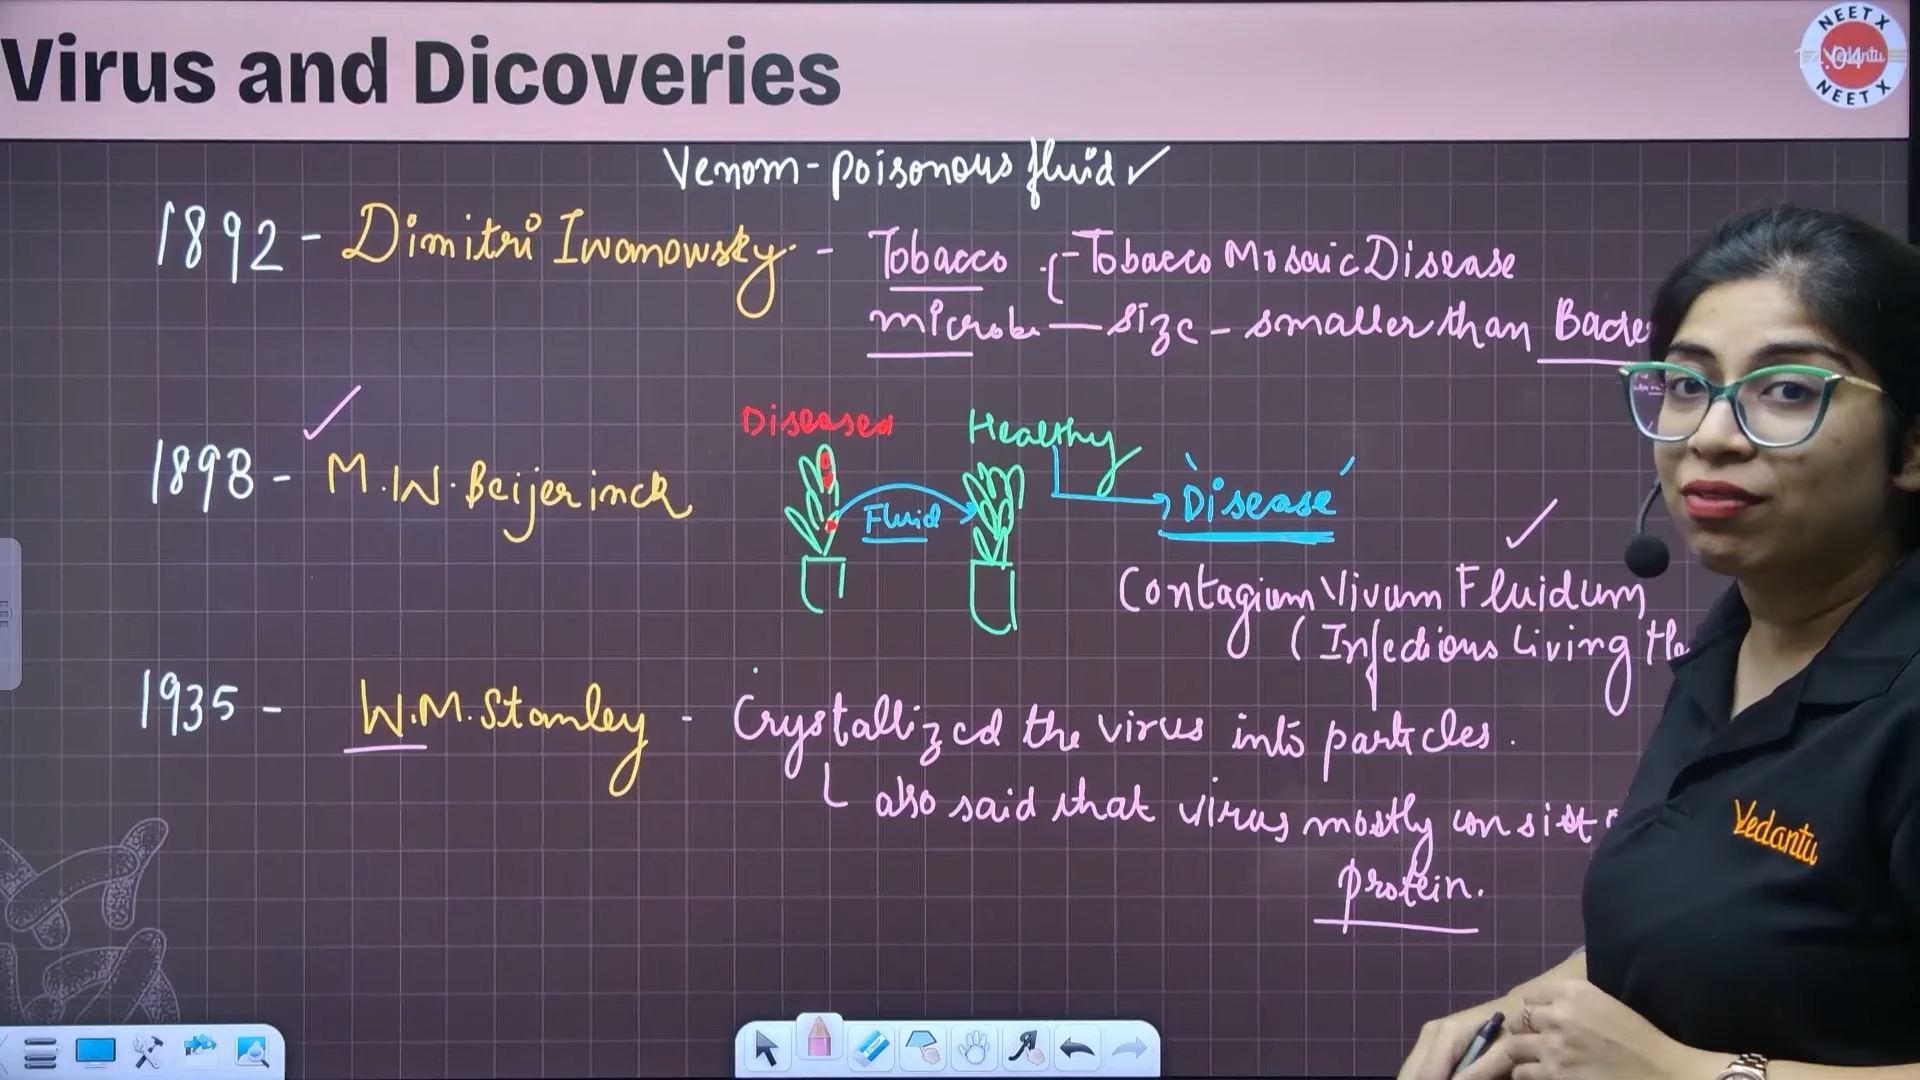 Virus and Dicoveries
NEET X
Vedantu
NEET X
Venom - poisonous fluid ✓
1892 - Dimitri Iwanowsky - Tobacco {- Tobacco Mosaic Disease
microbe — size - smaller than
Diseased Healthy
1898 - M.W. Beijerinck Fluid 'Disease'
Contagium Vivum Fluidum
(Infectious Living
1935 - W.M. Stanley - Crystallized the virus into particles.
also said that virus mostly consist
protein.
Vedantu